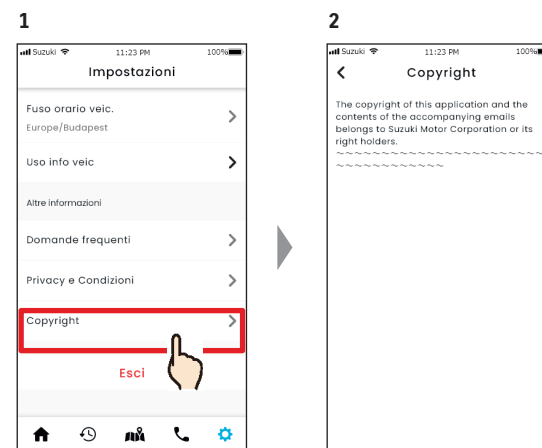 1
Suzuki 11:23 PM 100%
Impostazioni
Fuso orario veic.
Europe/Budapest
Uso info veic
Altre informazioni
Domande frequenti
Privacy e Condizioni
Copyright
Esci
2
Suzuki 11:23 PM 100%
Copyright
The copyright of this application and the
contents of the accompanying emails
belongs to Suzuki Motor Corporation or its
right holders.
~~~~~~~~~~~~~~~~~~~~~~~
~~~~~~~~~~~~